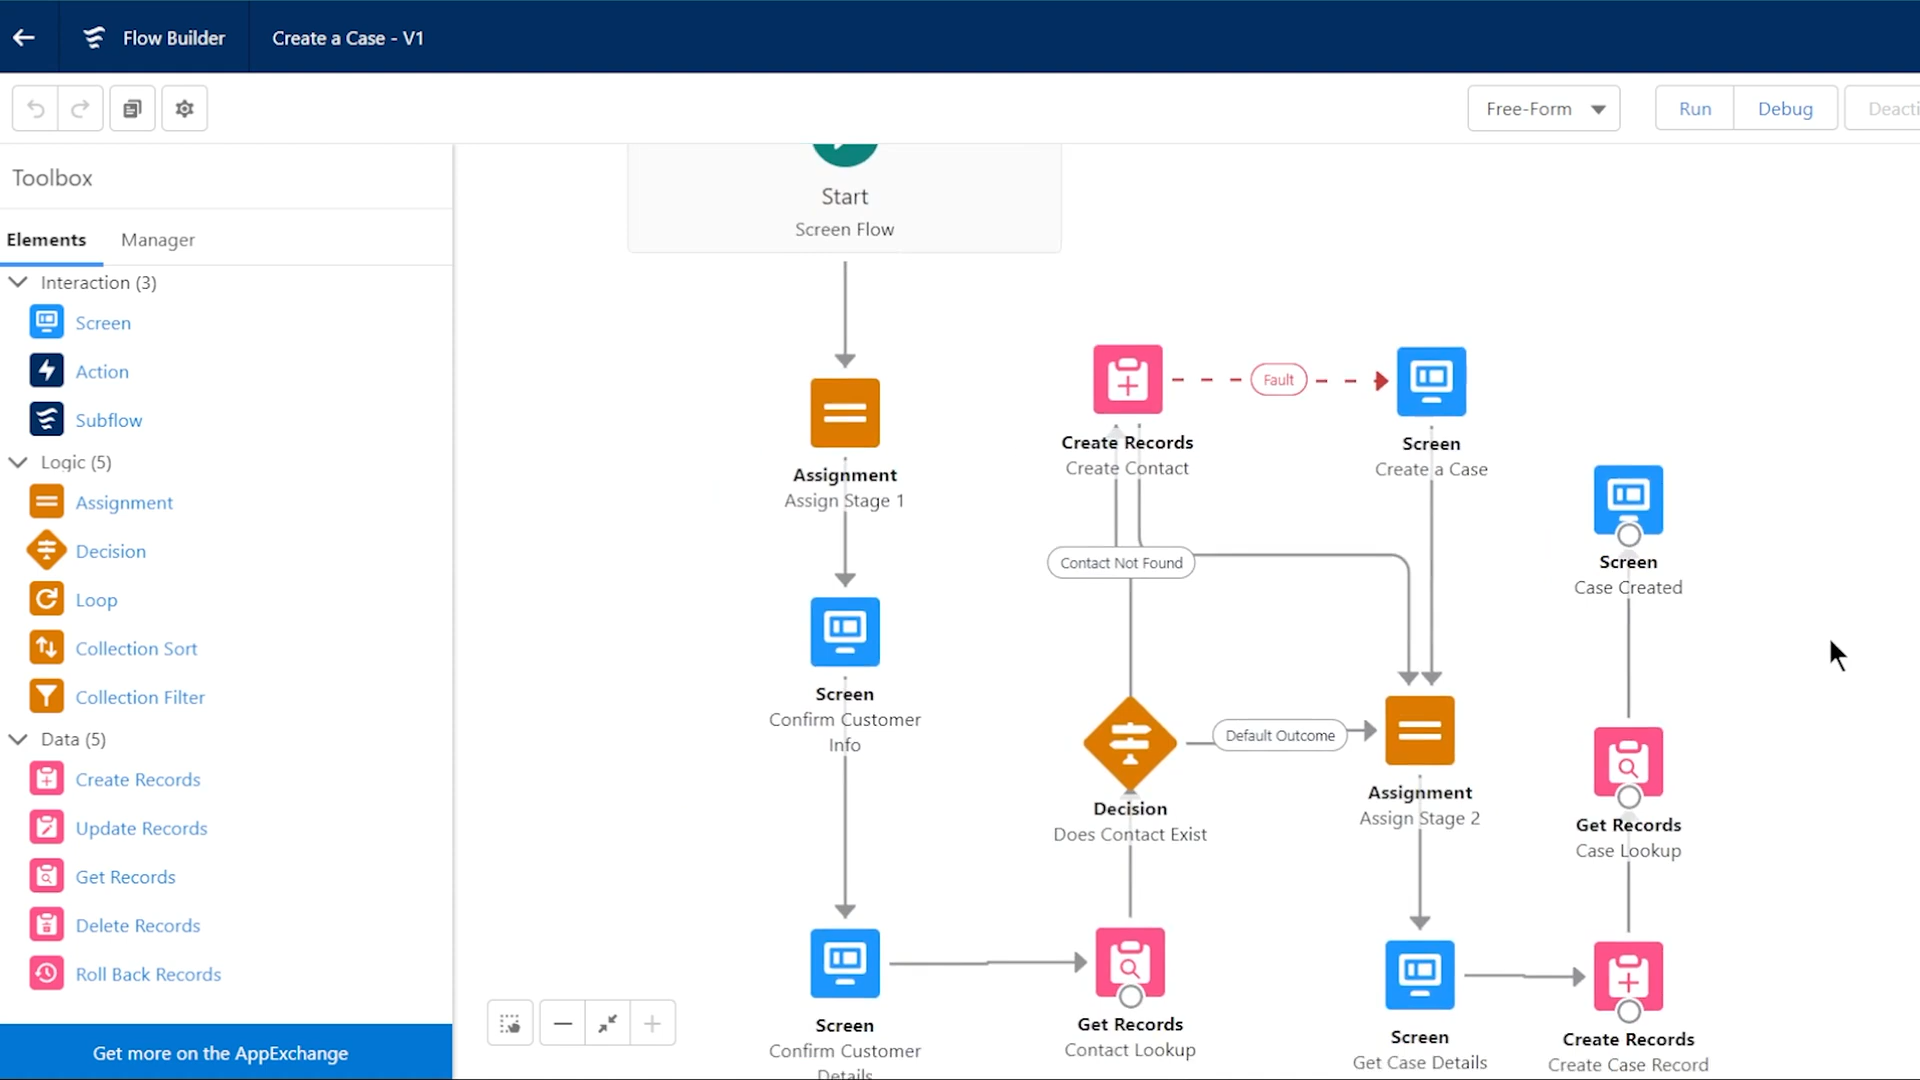 Flow Builder
Create a Case - V1
Free-Form
Run
Debug
Deacti
Toolbox
Elements
Manager
Interaction (3)
Screen
Action
Subflow
Logic (5)
Assignment
Decision
Loop
Collection Sort
Collection Filter
Data (5)
Create Records
Update Records
Get Records
Delete Records
Roll Back Records
Get more on the AppExchange
Start
Screen Flow
Assignment
Assign Stage 1
Screen
Confirm Customer
Info
Screen
Confirm Customer
Details
Create Records
Create Contact
Fault
Screen
Create a Case
Contact Not Found
Decision
Does Contact Exist
Default Outcome
Assignment
Assign Stage 2
Get Records
Contact Lookup
Screen
Get Case Details
Screen
Case Created
Get Records
Case Lookup
Create Records
Create Case Record